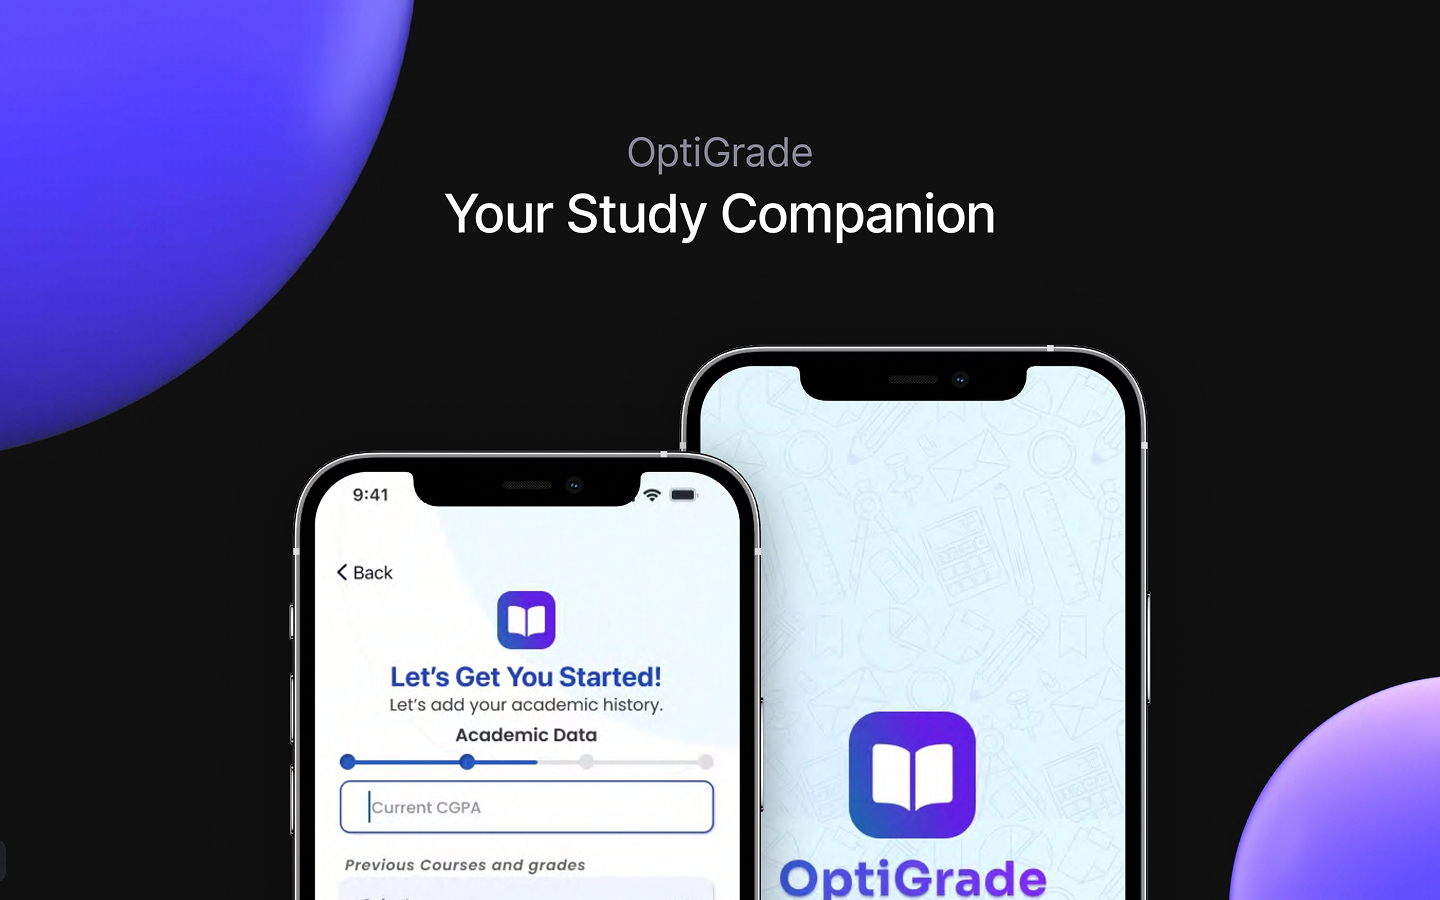 OptiGrade
Your Study Companion
9:41
Back
Let's Get You Started!
Let's add your academic history.
Academic Data
Current CGPA
Previous Courses and grades
OptiGrade